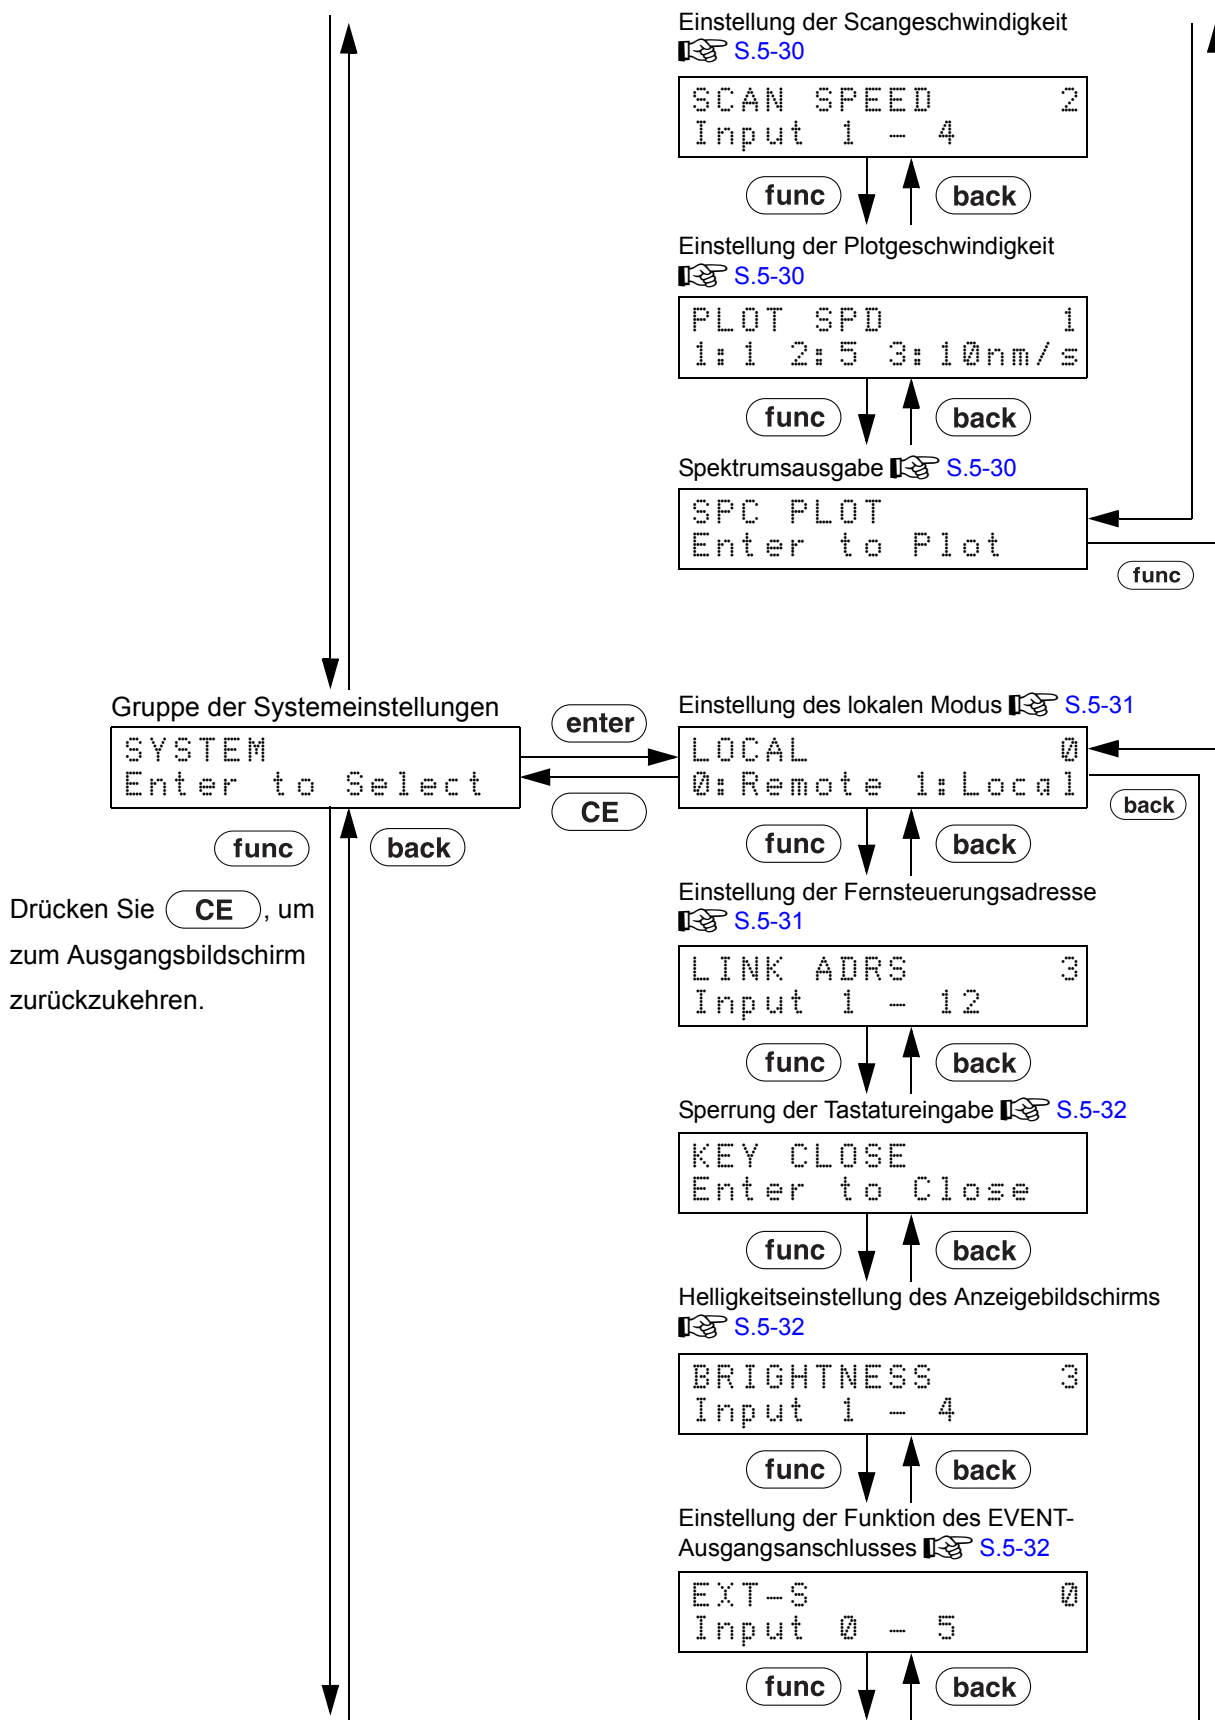 Einstellung der Scangeschwindigkeit
S.5-30
SCAN SPEED 2
Input 1 - 4
func back
Einstellung der Plotgeschwindigkeit
S.5-30
PLOT SPD 1
1:1 2:5 3:10nm/s
func back
Spektrumsausgabe S.5-30
SPC PLOT
Enter to Plot
func
Gruppe der Systemeinstellungen
SYSTEM
Enter to Select
func back
enter
CE
Drücken Sie CE, um
zum Ausgangsbildschirm
zurückzukehren.
Einstellung des lokalen Modus S.5-31
LOCAL 0
0:Remote 1:Local
back
func back
Einstellung der Fernsteuerungsadresse
S.5-31
LINK ADRS 3
Input 1 - 12
func back
Sperrung der Tastatureingabe S.5-32
KEY CLOSE
Enter to Close
func back
Helligkeitseinstellung des Anzeigebildschirms
S.5-32
BRIGHTNESS 3
Input 1 - 4
func back
Einstellung der Funktion des EVENT-
Ausgangsanschlusses S.5-32
EXT-S 0
Input 0 - 5
func back